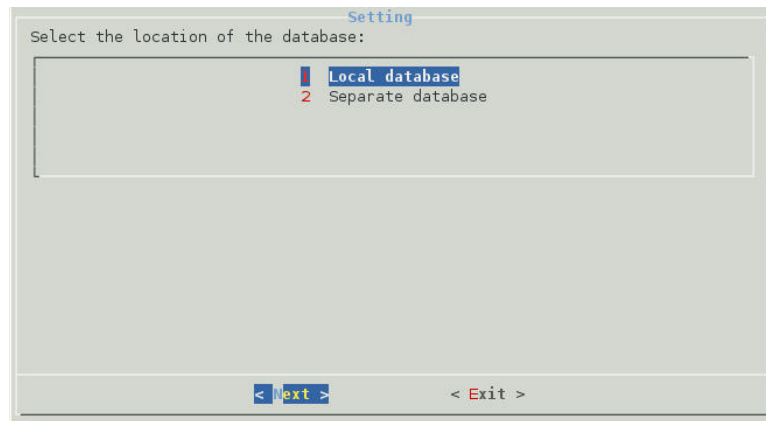 Setting
Select the location of the database:
1 Local database
2 Separate database
< Next > < Exit >